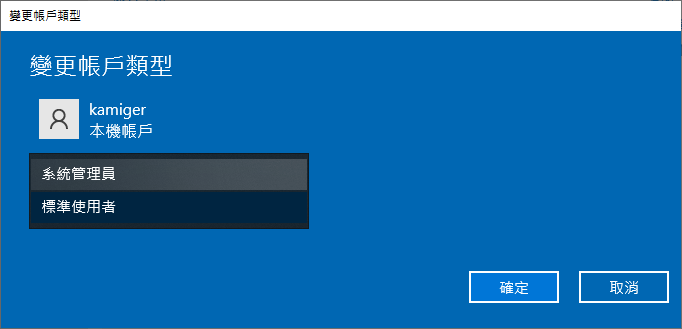 變更帳戶類型
變更帳戶類型
kamiger
本機帳戶
系統管理員
標準使用者
確定
取消